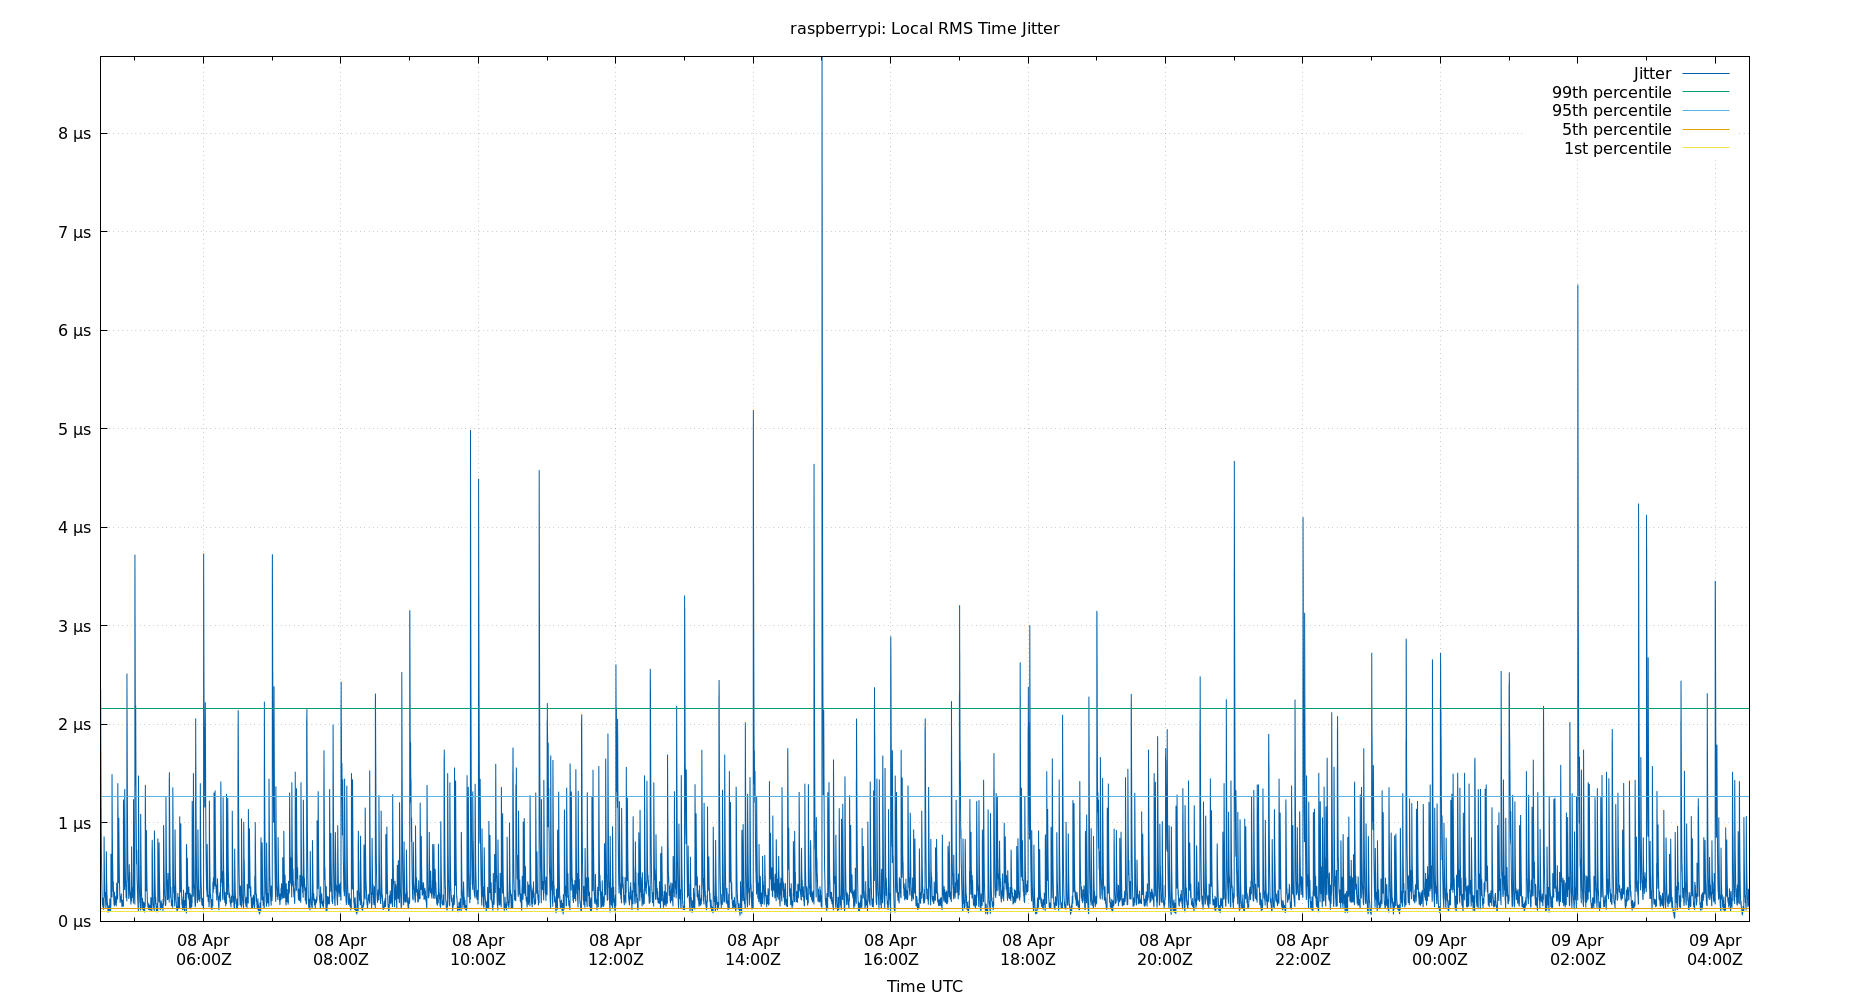 raspberrypi: Local RMS Time Jitter
Jitter
99th percentile
95th percentile
5th percentile
1st percentile
8 µs
7 µs
6 µs
5 µs
4 µs
3 µs
2 µs
1 µs
0 µs
08 Apr 08 Apr 08 Apr 08 Apr 08 Apr 08 Apr 08 Apr 08 Apr 08 Apr 09 Apr 09 Apr 09 Apr
06:00Z 08:00Z 10:00Z 12:00Z 14:00Z 16:00Z 18:00Z 20:00Z 22:00Z 00:00Z 02:00Z 04:00Z
Time UTC